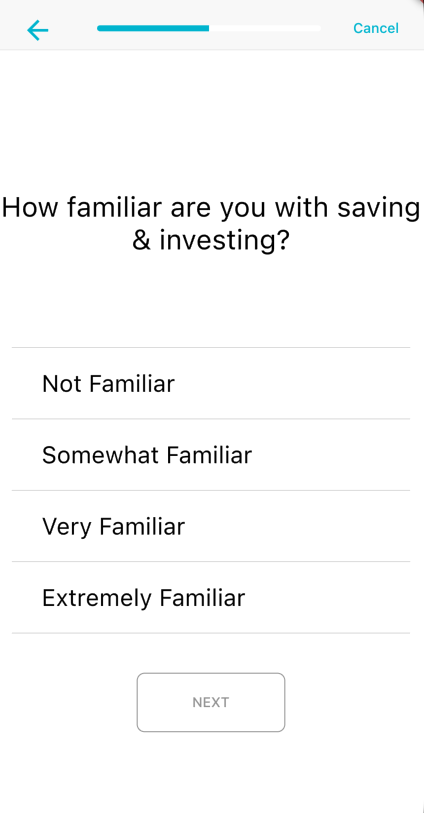 Cancel
How familiar are you with saving
& investing?
Not Familiar
Somewhat Familiar
Very Familiar
Extremely Familiar
NEXT